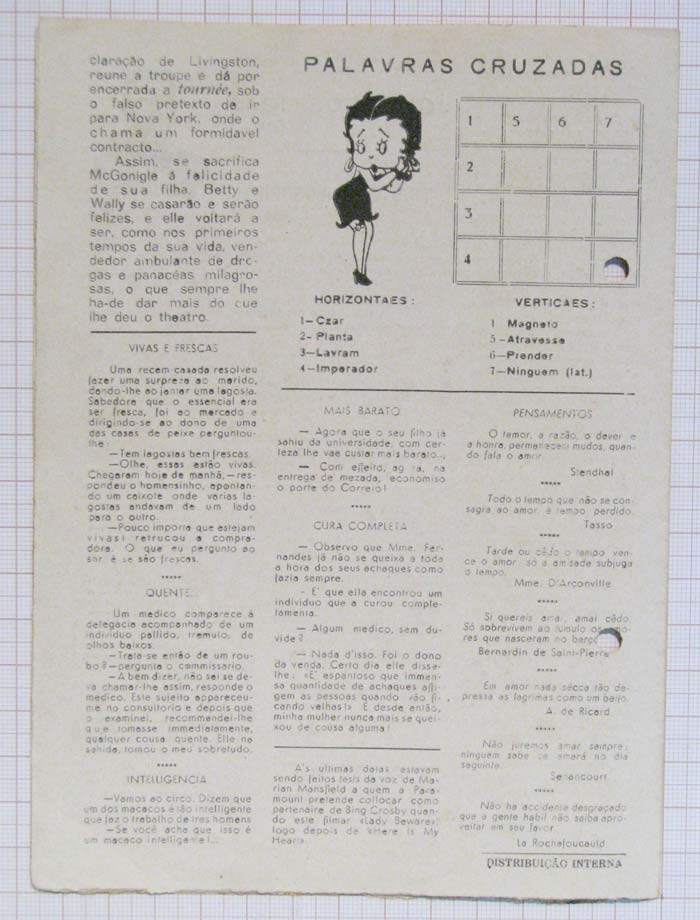 claração de Livingston,
reune a troupe e dá por
encerrada a tournée, sob
o falso pretexto de ir
para Nova York, onde o
chama um formidavel
contracto...
Assim, se sacrifica
McGonigle á felicidade
de sua filha. Betty e
Wally se casarão e serão
felizes, e elle voltará a
ser, como nos primeiros
tempos da sua vida, ven-
dedor ambulante de dro-
gas e panacéas milagro-
sas, o que sempre lhe
ha-de dar mais do que
lhe deu o theatro.
VIVAS E FRESCAS
Uma recem casada resolveu
fazer uma surpreza ao marido,
dando-lhe ao jantar uma lagosta.
Sabedora que o essencial era
ser fresca, foi ao mercado e
dirigindo-se ao dono de uma
das casas de peixe perguntou-
lhe:
—Tem lagostas bem frescas.
—Olhe, essas estão vivas.
Chegaram hoje de manhã,—res-
pondeu o homensinho, apontan-
do um caixote onde varias la-
gostas andavam de um lado
para o outro.
—Pouco importa que estejam
vivas! retrucou a compra-
dora. O que eu pergunto ao
snr. é se são frescas.
*****
QUENTE...
Um medico comparece á
delegacia acompanhado de um
individuo pallido, tremulo, de
olhos baixos.
—Trata-se então de um rou-
bo?—pergunta o commissario.
—A bem dizer, não sei se de-
va chamar-lhe assim, responde o
medico. Este sujeito appareceu-
me no consultorio e depois que
o examinei, recommendei-lhe
que tomasse immediatamente,
qualquer cousa quente. Elle na
sahida, tomou o meu sobretudo.
*****
INTELLIGENCIA
—Vamos ao circo. Dizem que
um dos macacos é tão intelligente
que faz o trabalho de tres homens
—Se você acha que isso é
um macaco intelligente!...
PALAVRAS CRUZADAS
1 5 6 7
2
3
4
HORIZONTAES:
1—Czar
2—Planta
3—Lavram
4—Imperador
VERTICAES:
1 Magneto
5—Atravesse
6—Prender
7—Ninguem (lat.)
MAIS BARATO
— Agora que o seu filho já
sahiu da universidade, com cer-
teza lhe vae custar mais barato...
— Com effeito, agora, na
entrega de mezada, economiso
o porte do Correio!
*****
CURA COMPLETA
— Observo que Mme. Fer-
nandes já não se queixa a toda
a hora dos seus achaques como
fazia sempre.
- E' que ella encontrou um
individuo que a curou comple-
tamente.
— Algum medico, sem du-
vide?
— Nada d'isso. Foi o dono
da venda. Certo dia elle disse-
lhe: «E' espantoso que immen-
sa quantidade de achaques affli-
gem as pessoas quando vão fi-
cando velhas!» E desde então,
minha mulher nunca mais se quei-
xou de cousa alguma!
A's ultimas datas estavam
sendo feitos tests da voz de Ma-
rian Mansfield a quem a Para-
mount pretende collocar como
partenaire de Bing Crosby quan-
do este filmar «Lady Beware»,
logo depois de «Here Is My
Heart».
PENSAMENTOS
O temor, a razão, o dever e
a honra, permanecem mudos, quan-
do fala o amor.
Stendhal
*****
Todo o tempo que não se con-
sagra ao amor é tempo perdido.
Tasso
*****
Tarde ou cêdo o tempo ven-
ce o amor, só a amisade subjuga
o tempo.
Mme. D'Arconville
*****
Si quereis amar, amai cêdo.
Só sobrevivem ao tumulo os amo-
res que nasceram no berço
Bernardin de Saint-Pierre
*****
Em amor nada sécca tão de-
pressa as lagrimas como um beijo.
A. de Ricard
*****
Não juremos amar sempre;
ninguem sabe se amará no dia
seguinte.
Senancourt
*****
Não ha accidente desgraçado
que a gente habil não saiba apro-
veitar em seu favor.
La Rochefoucauld
DISTRIBUIÇÃO INTERNA